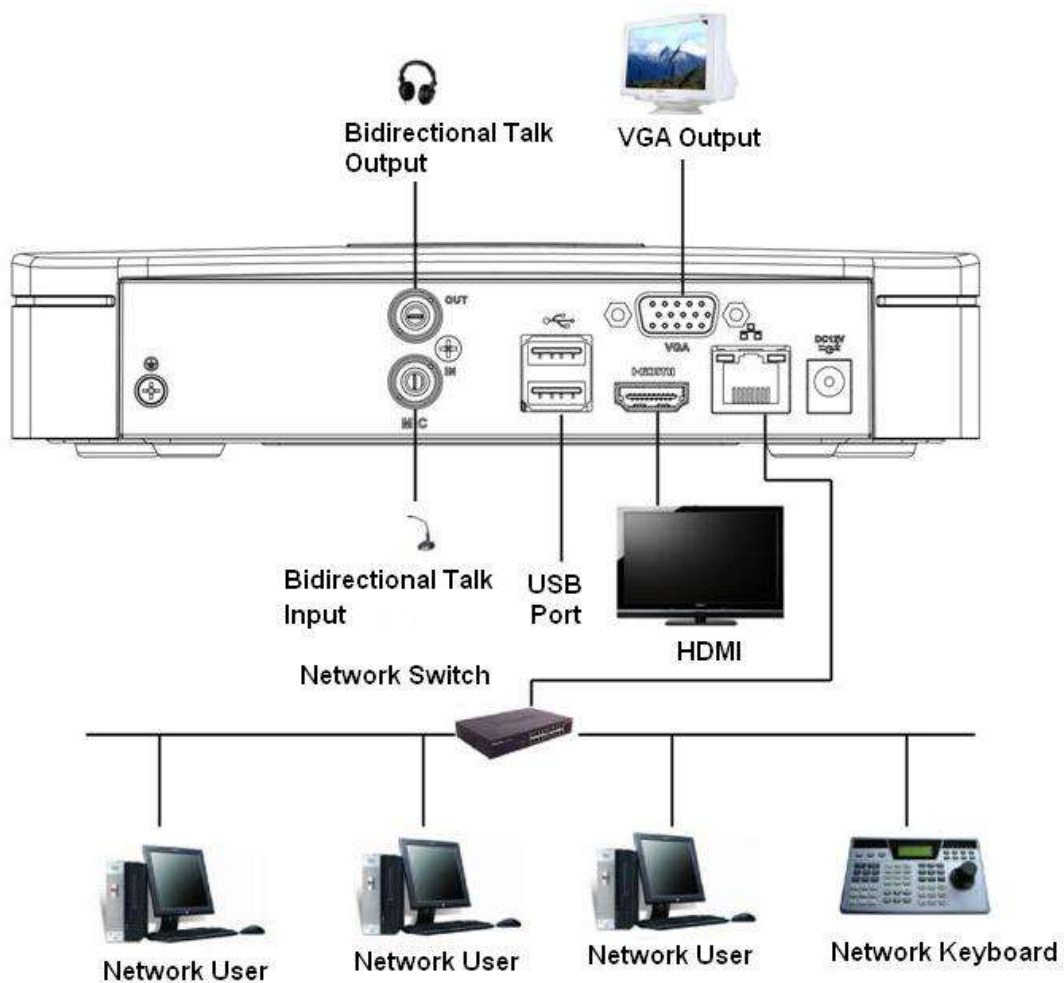 Bidirectional Talk
Output
VGA Output
OUT
IN
MIC
VGA
HDMI
DC12V
Bidirectional Talk
Input
USB
Port
HDMI
Network Switch
Network User
Network User
Network User
Network Keyboard